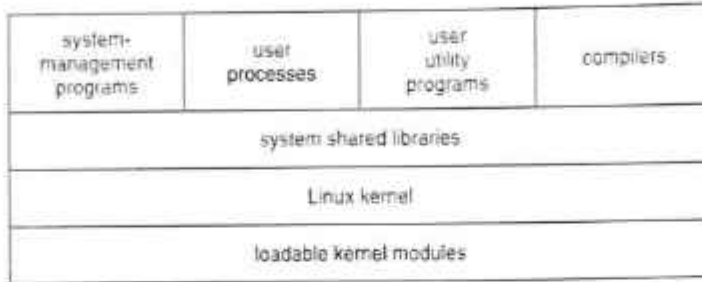 system-
management
programs
user
processes
user
utility
programs
compilers
system shared libraries
Linux kernel
loadable kernel modules